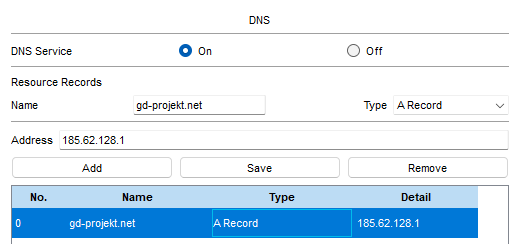 DNS
DNS Service On Off
Resource Records
Name gd-projekt.net Type A Record
Address 185.62.128.1
Add Save Remove
No. Name Type Detail
0 gd-projekt.net A Record 185.62.128.1